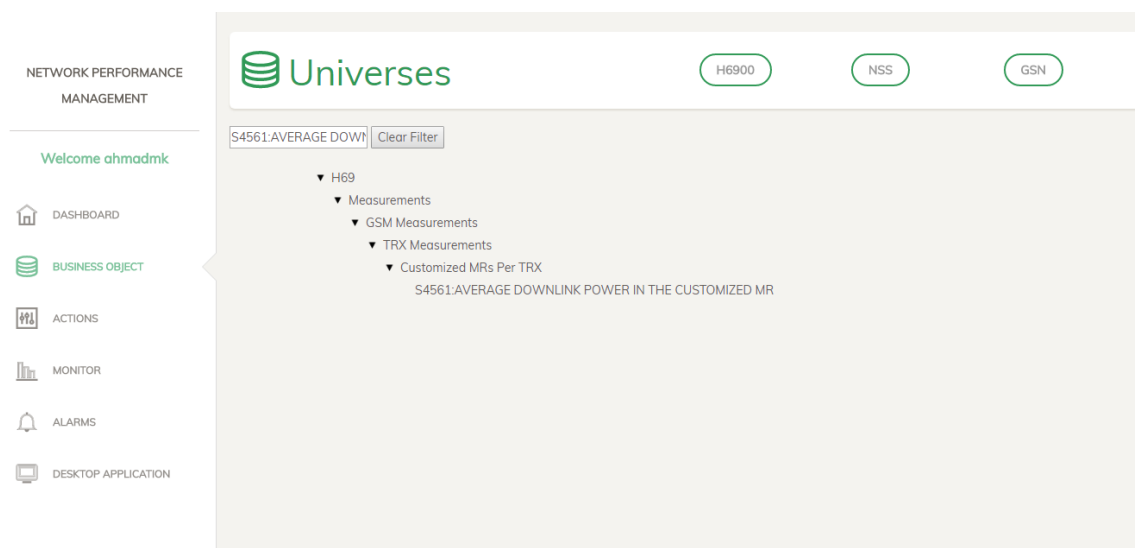 NETWORK PERFORMANCE
MANAGEMENT
Welcome ahmadmk
DASHBOARD
BUSINESS OBJECT
ACTIONS
MONITOR
ALARMS
DESKTOP APPLICATION
Universes
H6900
NSS
GSN
S4561:AVERAGE DOWN
Clear Filter
H69
Measurements
GSM Measurements
TRX Measurements
Customized MRs Per TRX
S4561:AVERAGE DOWNLINK POWER IN THE CUSTOMIZED MR